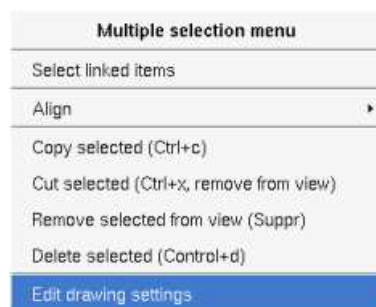 Multiple selection menu
Select linked items
Align
Copy selected (Ctrl+c)
Cut selected (Ctrl+x, remove from view)
Remove selected from view (Suppr)
Delete selected (Control+d)
Edit drawing settings